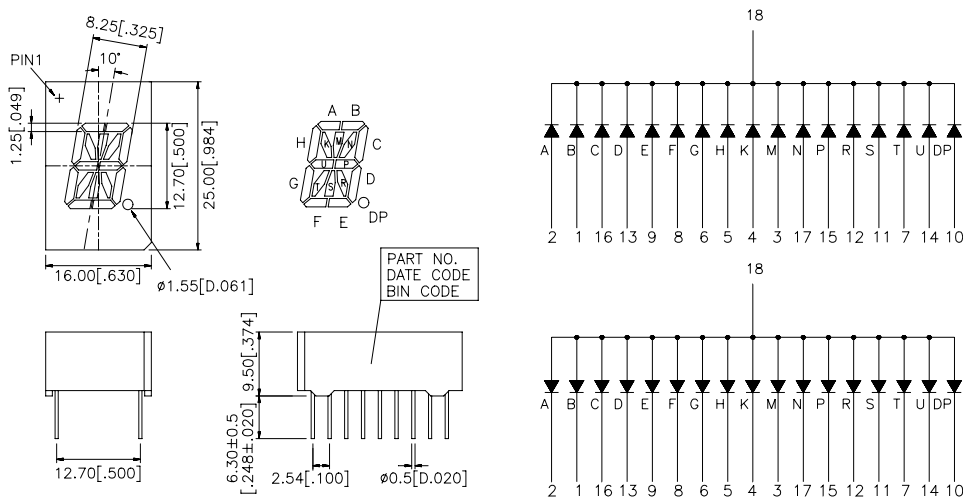 8.25[.325]
10°
PIN1
1.25[.049]
12.70[.500]
25.00[.984]
16.00[.630]
ø1.55[D.061]
A B
H K M N C
U P
G T S R D
F E DP
PART NO.
DATE CODE
BIN CODE
12.70[.500]
9.50[.374]
6.30±0.5
[.248±.020]
2.54[.100]
ø0.5[D.020]
18
A B C D E F G H K M N P R S T U DP
2 1 16 13 9 8 6 5 4 3 17 15 12 11 7 14 10
18
A B C D E F G H K M N P R S T U DP
2 1 16 13 9 8 6 5 4 3 17 15 12 11 7 14 10